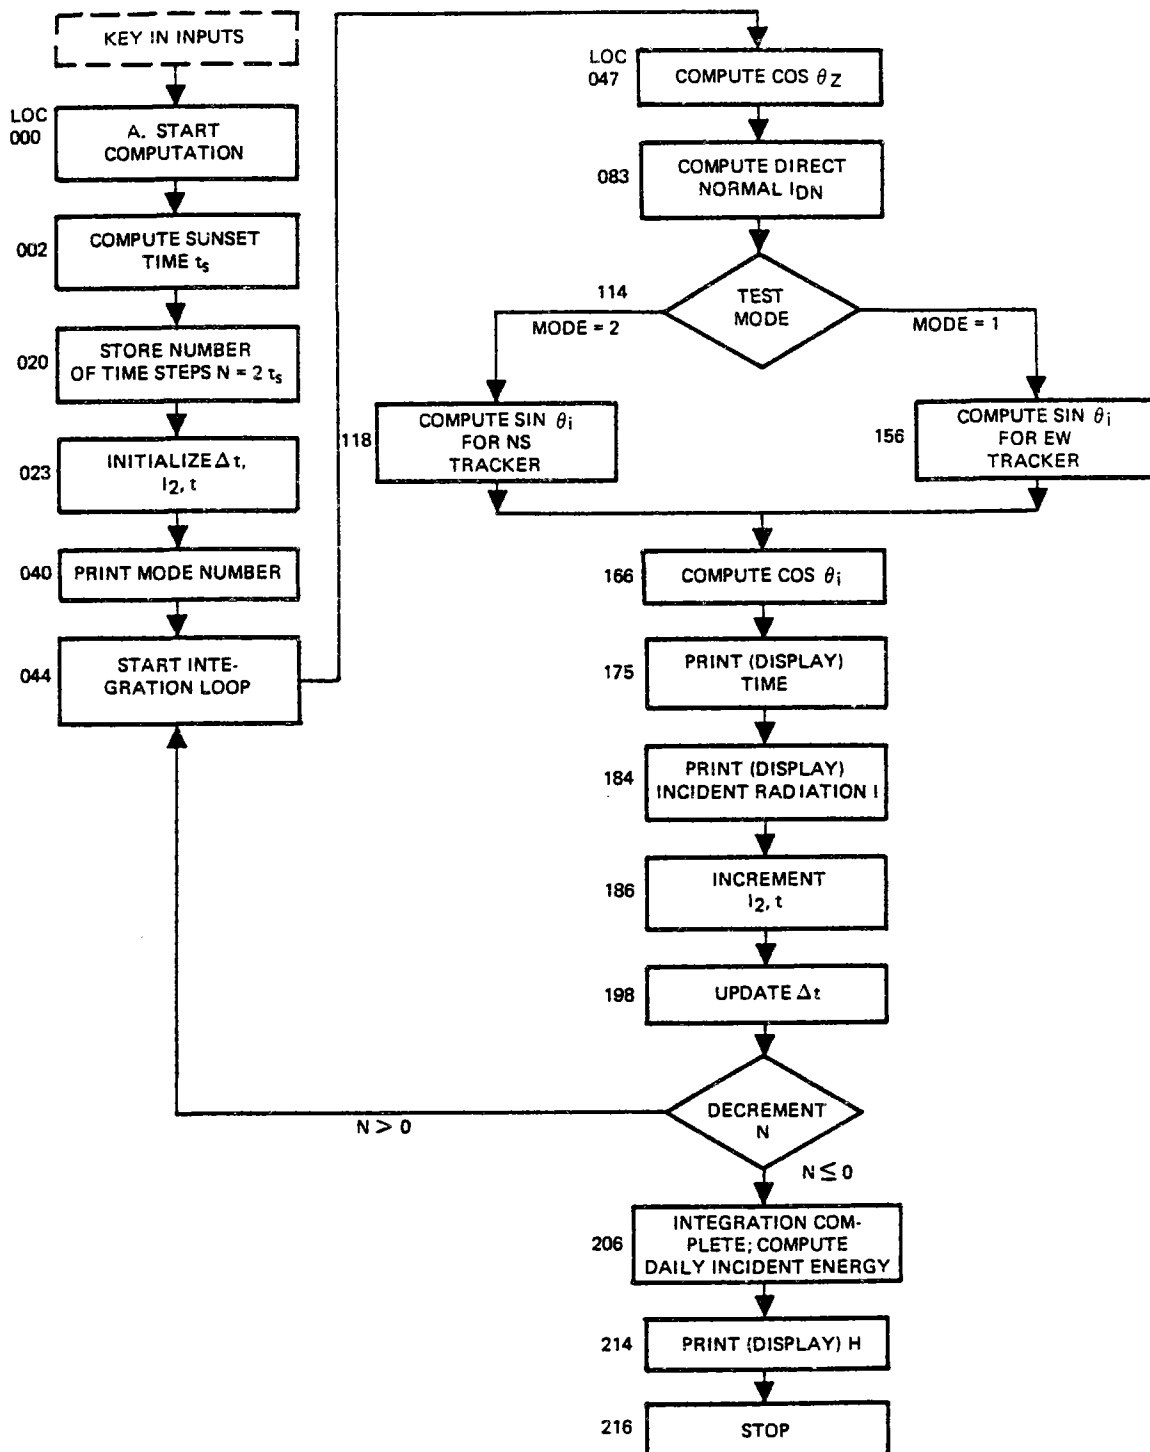 KEY IN INPUTS
LOC
000
A. START
COMPUTATION
002
COMPUTE SUNSET
TIME ts
020
STORE NUMBER
OF TIME STEPS N = 2 ts
023
INITIALIZE Δt,
I2, t
040
PRINT MODE NUMBER
044
START INTE-
GRATION LOOP
LOC
047
COMPUTE COS θZ
083
COMPUTE DIRECT
NORMAL IDN
114
TEST
MODE
MODE = 2
MODE = 1
118
COMPUTE SIN θi
FOR NS
TRACKER
156
COMPUTE SIN θi
FOR EW
TRACKER
166
COMPUTE COS θi
175
PRINT (DISPLAY)
TIME
184
PRINT (DISPLAY)
INCIDENT RADIATION I
186
INCREMENT
I2, t
198
UPDATE Δt
DECREMENT
N
N > 0
N ≦ 0
206
INTEGRATION COM-
PLETE; COMPUTE
DAILY INCIDENT ENERGY
214
PRINT (DISPLAY) H
216
STOP